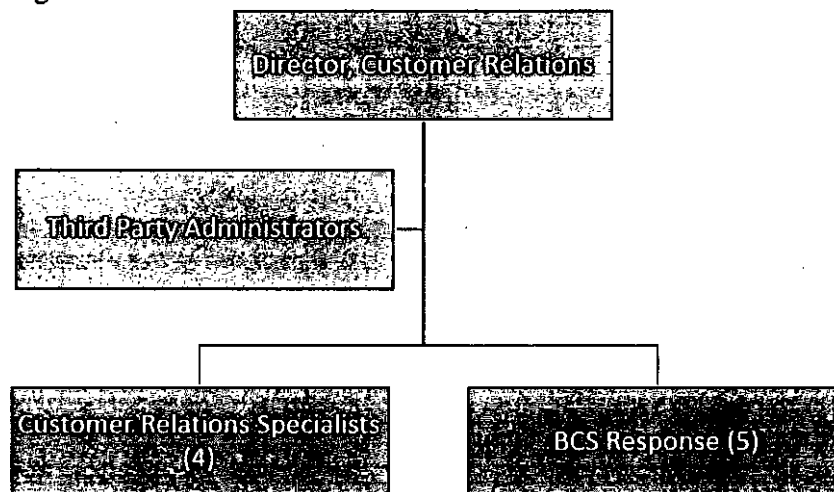 Director, Customer Relations
Third Party Administrators
Customer Relations Specialists
(4)
BCS Response (5)